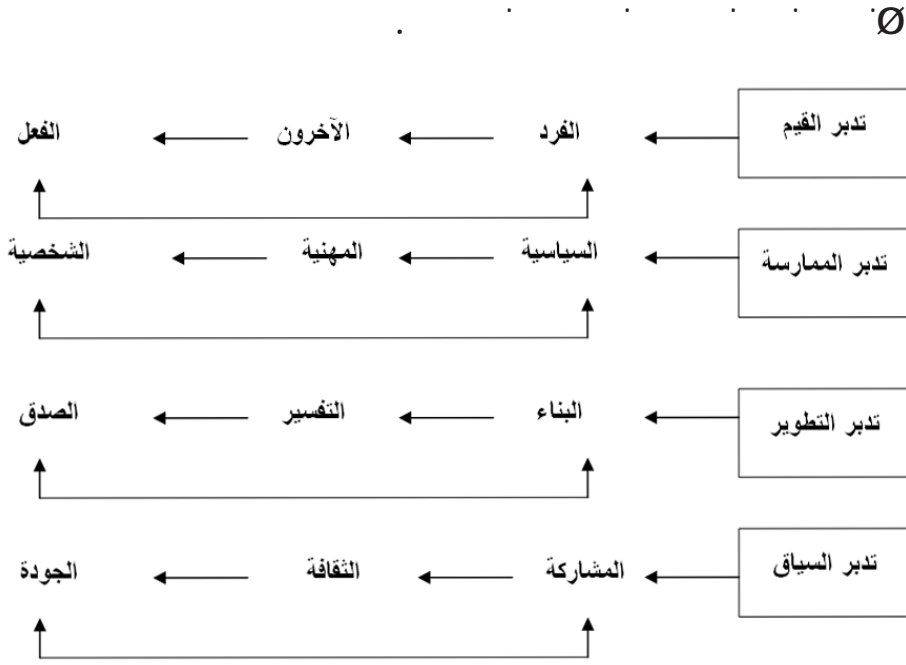 Ø
تدبر القيم الفرد الآخرون الفعل
تدبر الممارسة السياسية المهنية الشخصية
تدبر التطوير البناء التفسير الصدق
تدبر السياق المشاركة الثقافة الجودة